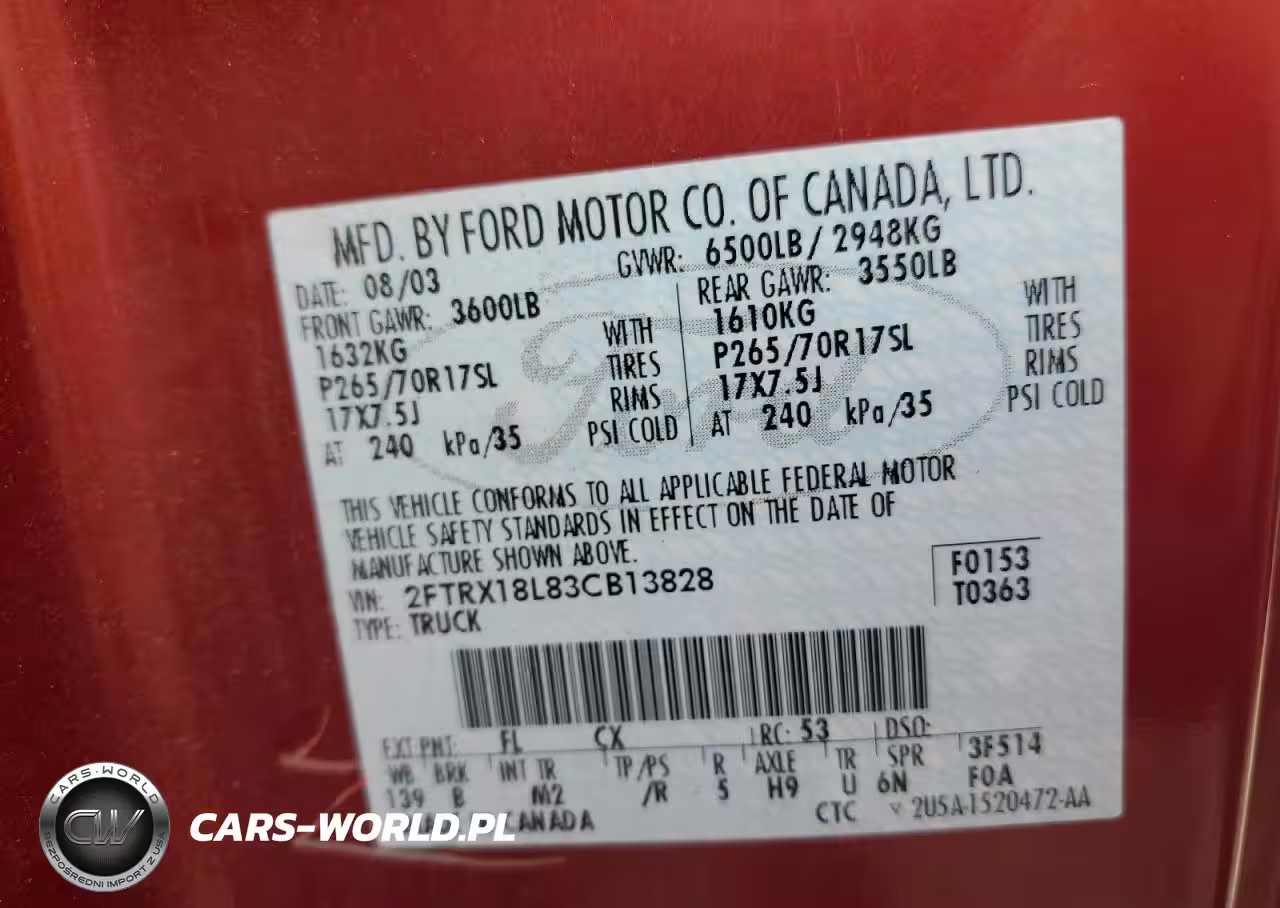 MFD. BY FORD MOTOR CO. OF CANADA, LTD.
DATE: 08/03 GVWR: 6500LB / 2948KG
FRONT GAWR: 3600LB REAR GAWR: 3550LB
1632KG WITH 1610KG WITH
P265/70R17SL TIRES P265/70R17SL TIRES
17X7.5J RIMS 17X7.5J RIMS
AT 240 kPa/35 PSI COLD AT 240 kPa/35 PSI COLD
Ford
THIS VEHICLE CONFORMS TO ALL APPLICABLE FEDERAL MOTOR
VEHICLE SAFETY STANDARDS IN EFFECT ON THE DATE OF
MANUFACTURE SHOWN ABOVE.
VIN: 2FTRX18L83CB13828 F0153
TYPE: TRUCK T0363
EXT PNT: FL CX RC: 53 DSO:
WB BRK INT TR TP/PS R AXLE TR SPR 3F514
139 B M2 /R 5 H9 U 6N F0A
CANADA CTC V 2U5A-1520472-AA
CARS-WORLD
CW
BEZPOŚREDNI IMPORT Z USA
CARS-WORLD.PL